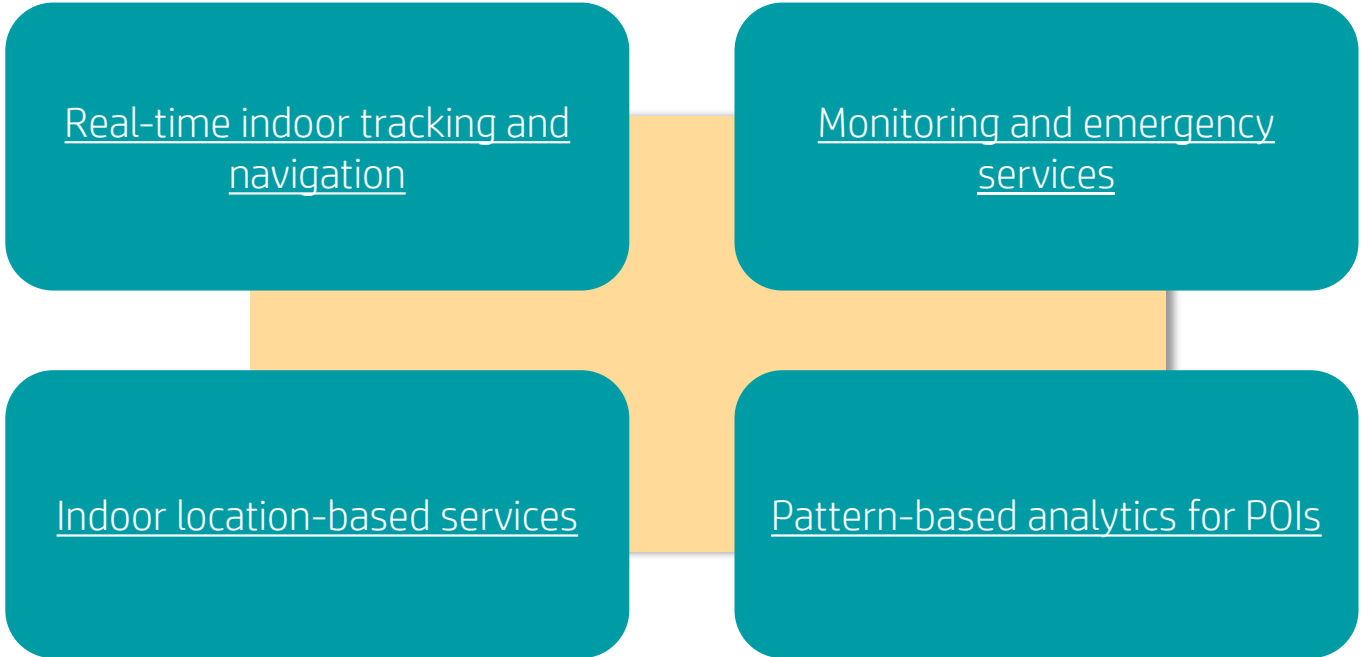 Real-time indoor tracking and
navigation
Monitoring and emergency
services
Indoor location-based services
Pattern-based analytics for POIs